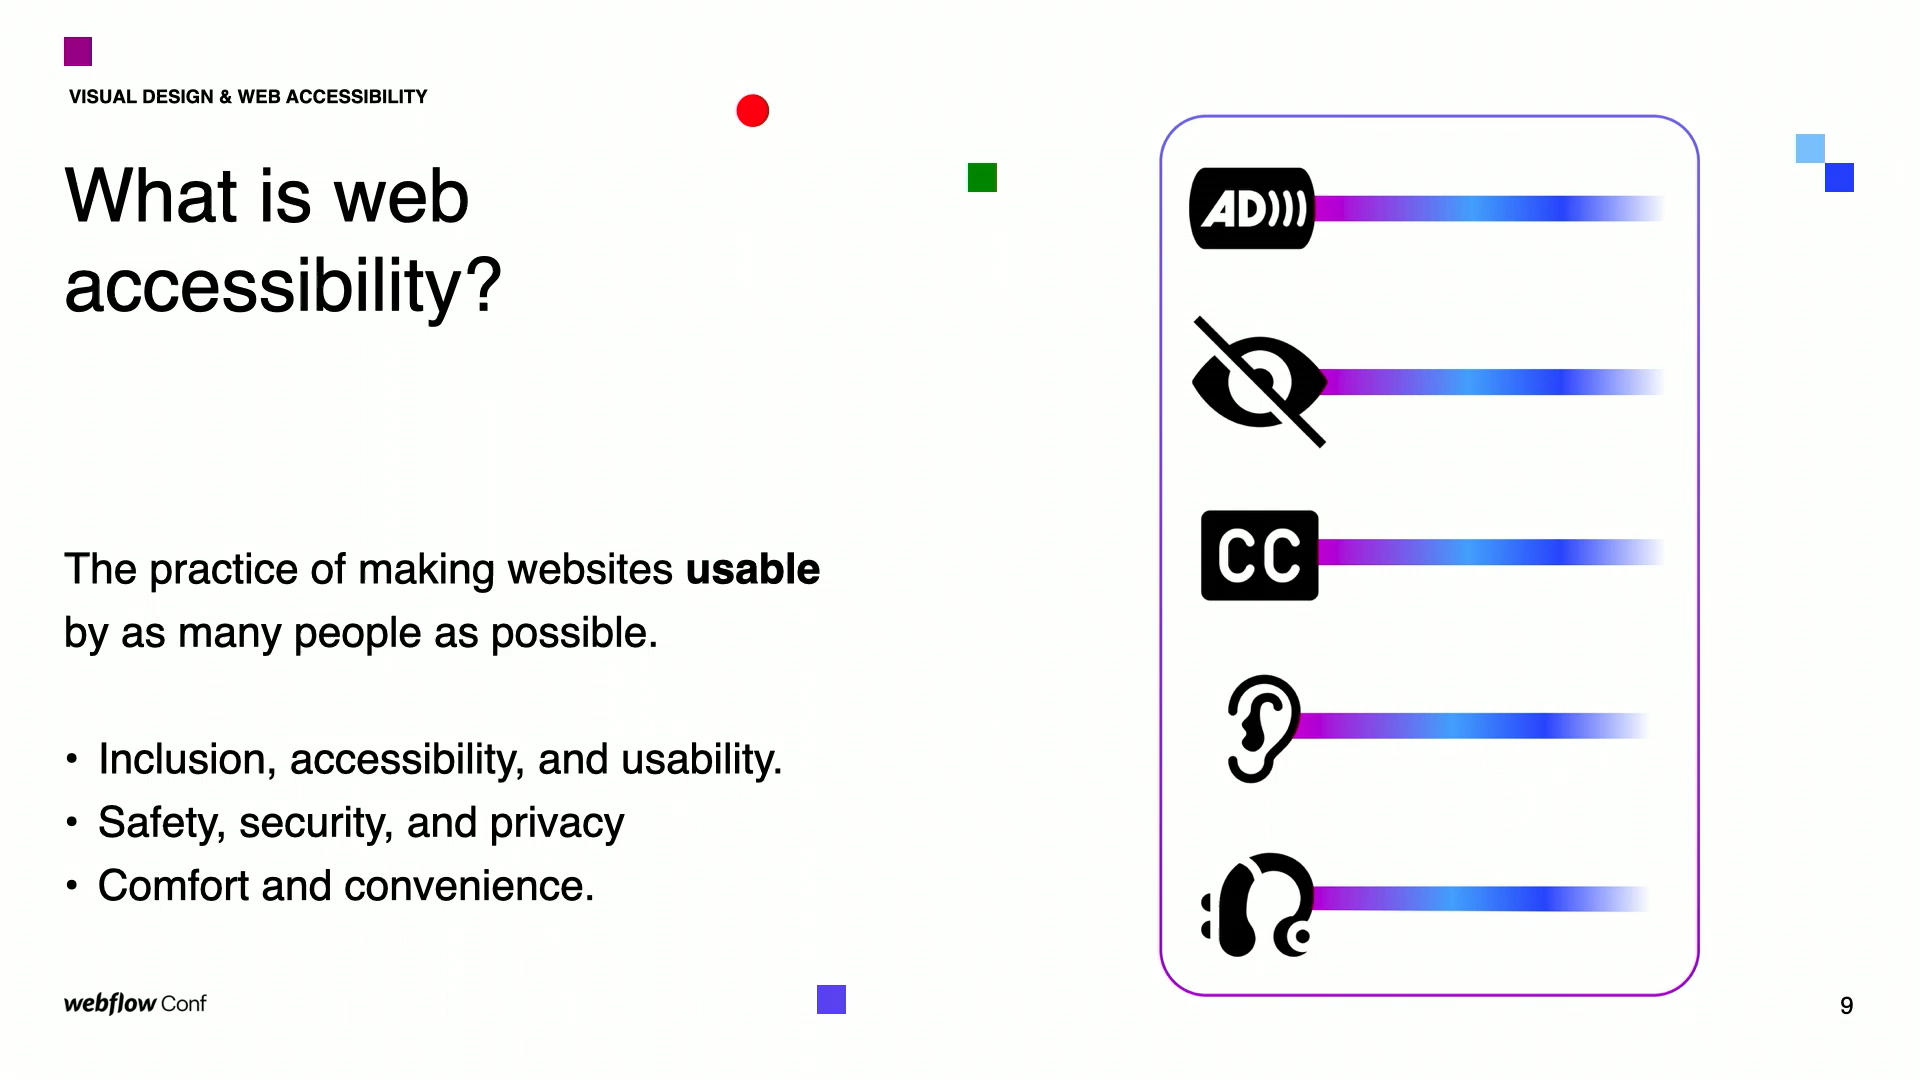 VISUAL DESIGN & WEB ACCESSIBILITY
What is web
accessibility?
The practice of making websites usable
by as many people as possible.
• Inclusion, accessibility, and usability.
• Safety, security, and privacy
• Comfort and convenience.
AD
CC
webflow Conf
9